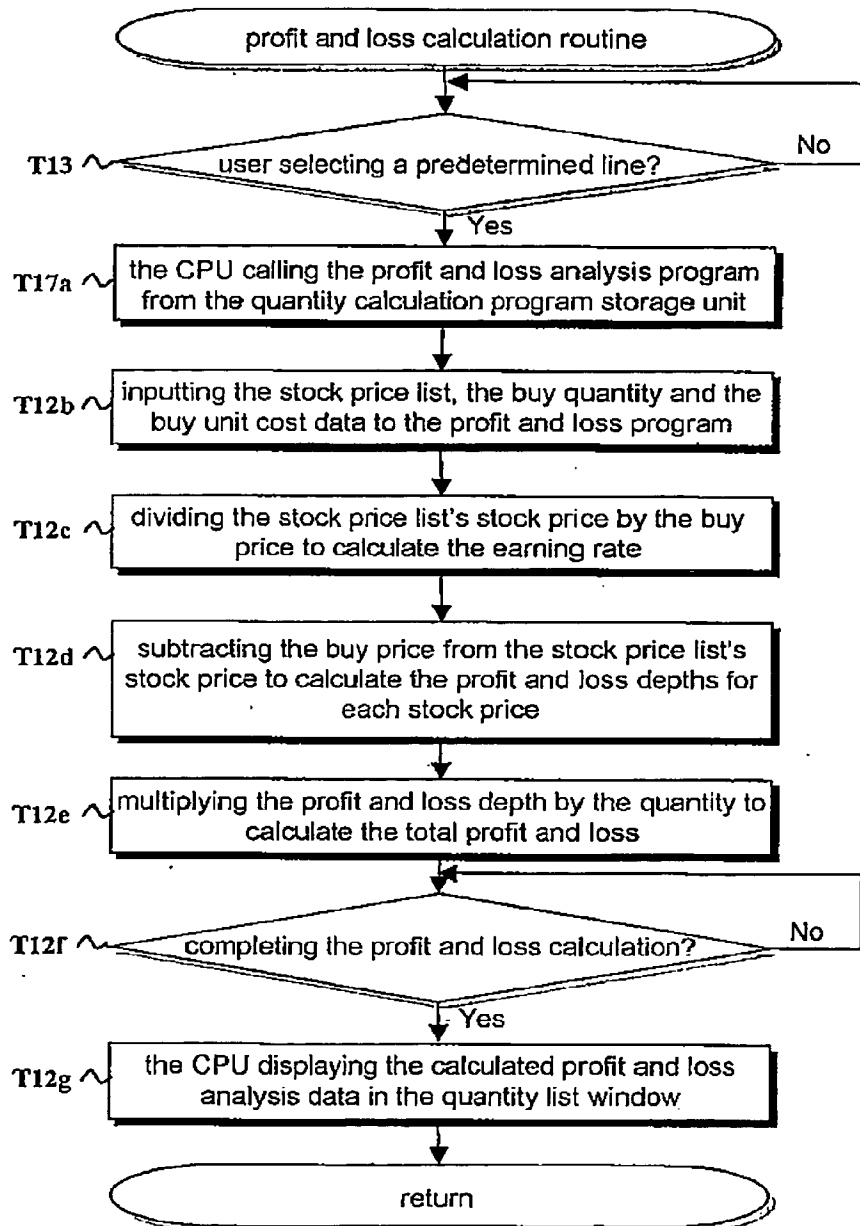 profit and loss calculation routine
T13
user selecting a predetermined line?
No
Yes
T17a
the CPU calling the profit and loss analysis program
from the quantity calculation program storage unit
T12b
inputting the stock price list, the buy quantity and the
buy unit cost data to the profit and loss program
T12c
dividing the stock price list's stock price by the buy
price to calculate the earning rate
T12d
subtracting the buy price from the stock price list's
stock price to calculate the profit and loss depths for
each stock price
T12e
multiplying the profit and loss depth by the quantity to
calculate the total profit and loss
T12f
completing the profit and loss calculation?
No
Yes
T12g
the CPU displaying the calculated profit and loss
analysis data in the quantity list window
return